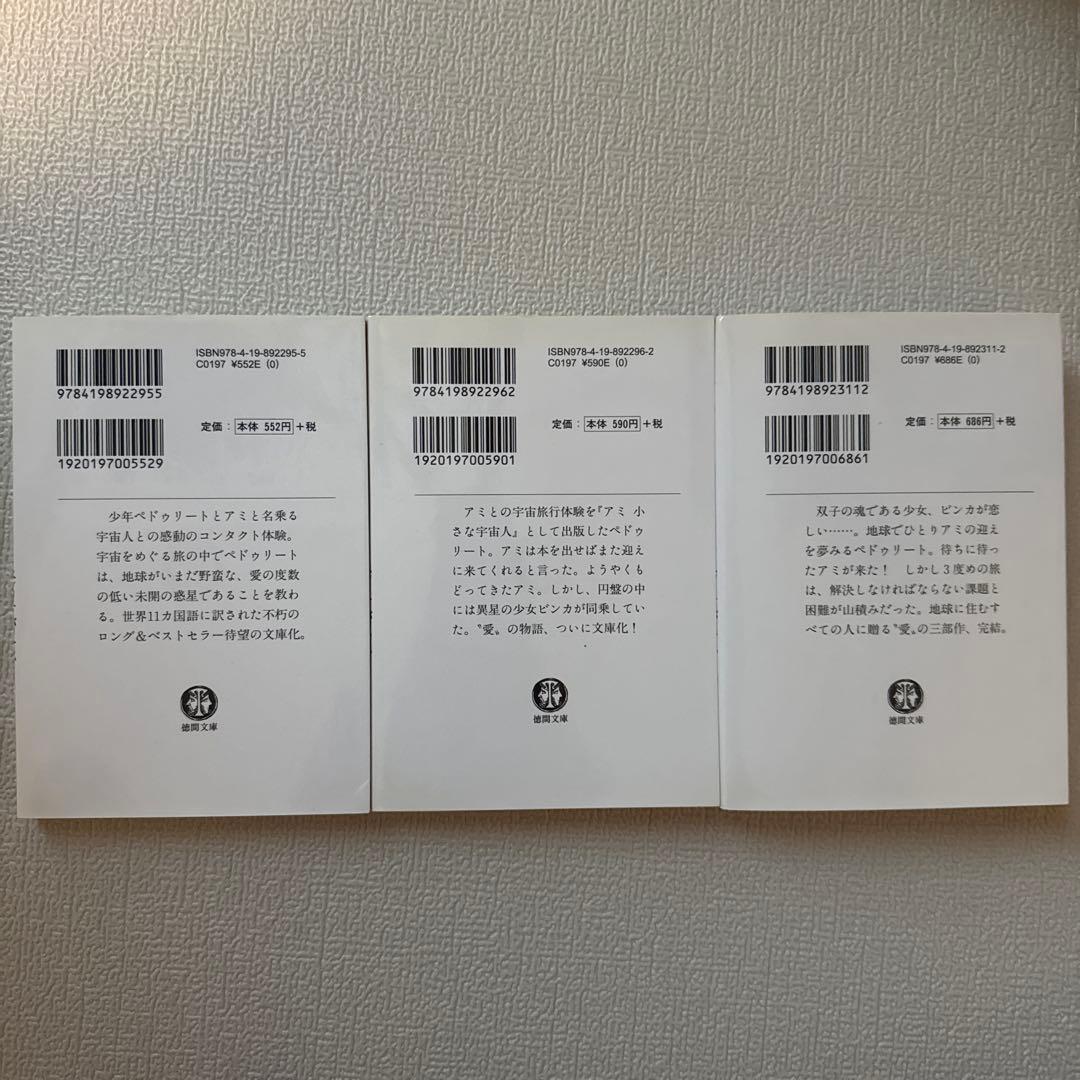 ISBN978-4-19-892295-5
C0197 ¥552E (0)
9784198922955
定価：本体 552円+税
1920197005529
少年ペドゥリートとアミと名乗る
宇宙人との感動のコンタクト体験。
宇宙をめぐる旅の中でペドゥリート
は、地球がいまだ野蛮な、愛の度数
の低い未開の惑星であることを教わ
る。世界11カ国語に訳された不朽の
ロング&ベストセラー待望の文庫化。
徳間文庫
ISBN978-4-19-892296-2
C0197 ¥590E (0)
9784198922962
定価：本体 590円+税
1920197005901
アミとの宇宙旅行体験を『アミ 小
さな宇宙人』として出版したペドゥ
リート。アミは本を出せばまた迎え
に来てくれると言った。ようやくも
どってきたアミ。しかし、円盤の中
には異星の少女ビンカが同乗してい
た。〝愛〟の物語、ついに文庫化！
徳間文庫
ISBN978-4-19-892311-2
C0197 ¥686E (0)
9784198923112
定価：本体 686円+税
1920197006861
双子の魂である少女、ビンカが恋
しい……。地球でひとりアミの迎え
を夢みるペドゥリート。待ちに待っ
たアミが来た！　しかし３度めの旅
は、解決しなければならない課題と
困難が山積みだった。地球に住むす
べての人に贈る〝愛〟の三部作、完結。
徳間文庫